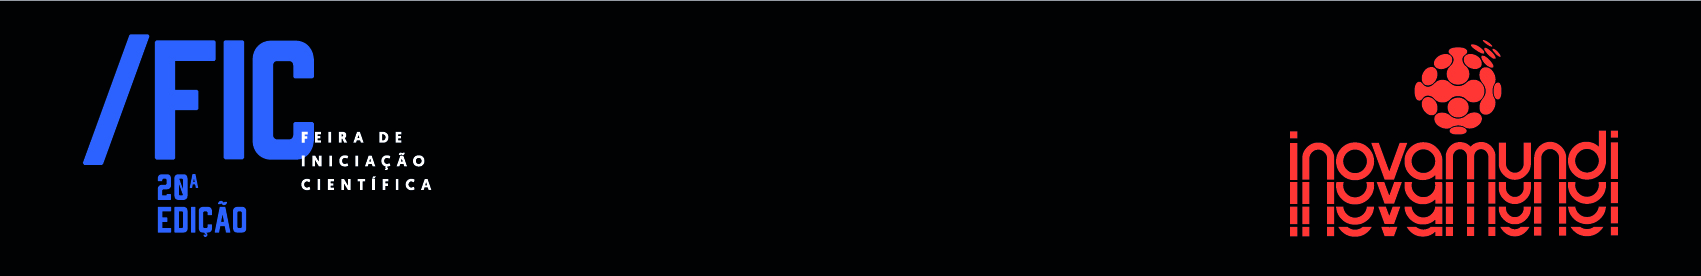 /FIC
FEIRA DE
INICIAÇÃO
CIENTÍFICA
20ª
EDIÇÃO
inovamundi